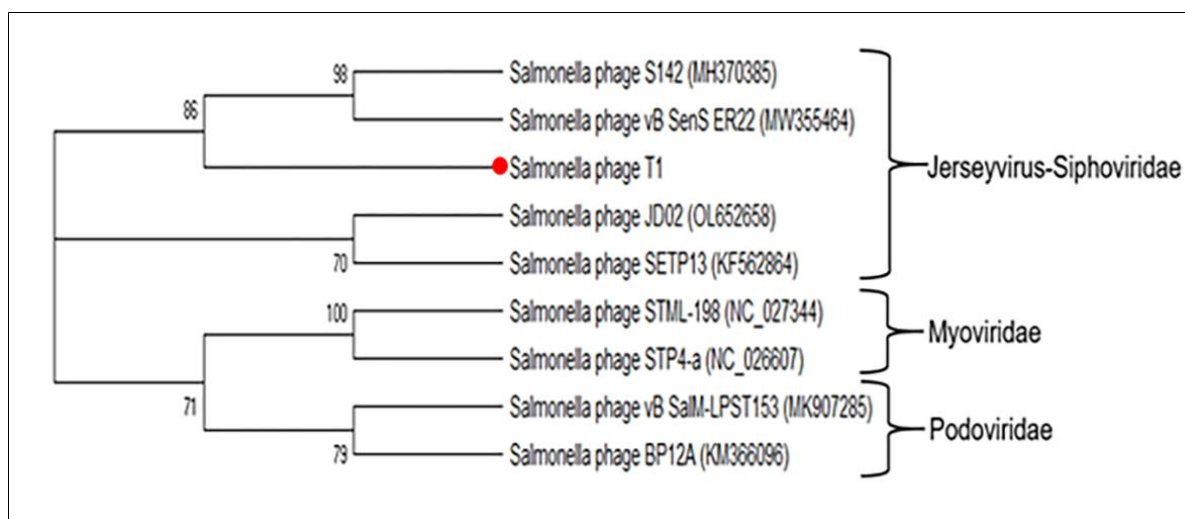 98
Salmonella phage S142 (MH370385)
86
Salmonella phage vB SenS ER22 (MW355464)
Salmonella phage T1
Jerseyvirus-Siphoviridae
Salmonella phage JD02 (OL652658)
70
Salmonella phage SETP13 (KF562864)
100
Salmonella phage STML-198 (NC_027344)
Myoviridae
Salmonella phage STP4-a (NC_026607)
71
Salmonella phage vB SalM-LPST153 (MK907285)
Podoviridae
79
Salmonella phage BP12A (KM366096)